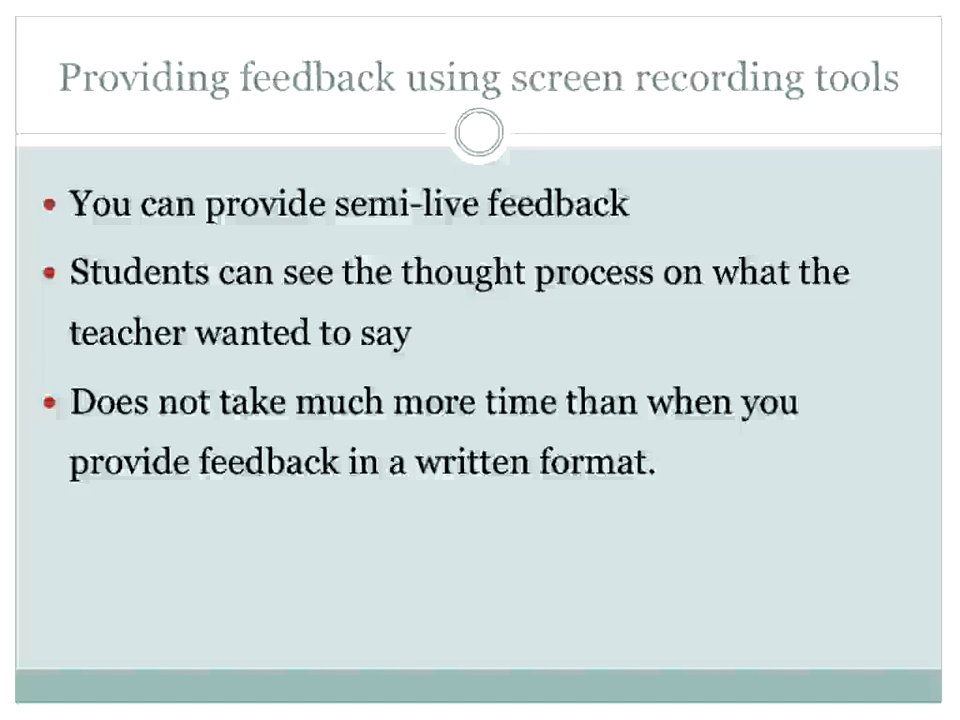 Providing feedback using screen recording tools
• You can provide semi-live feedback
• Students can see the thought process on what the
teacher wanted to say
• Does not take much more time than when you
provide feedback in a written format.